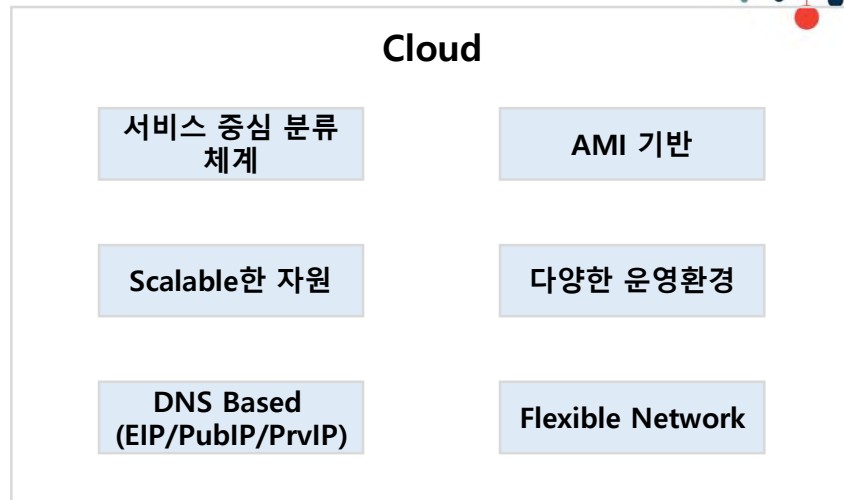 Cloud
서비스 중심 분류
체계
AMI 기반
Scalable한 자원
다양한 운영환경
DNS Based
(EIP/PubIP/PrvIP)
Flexible Network